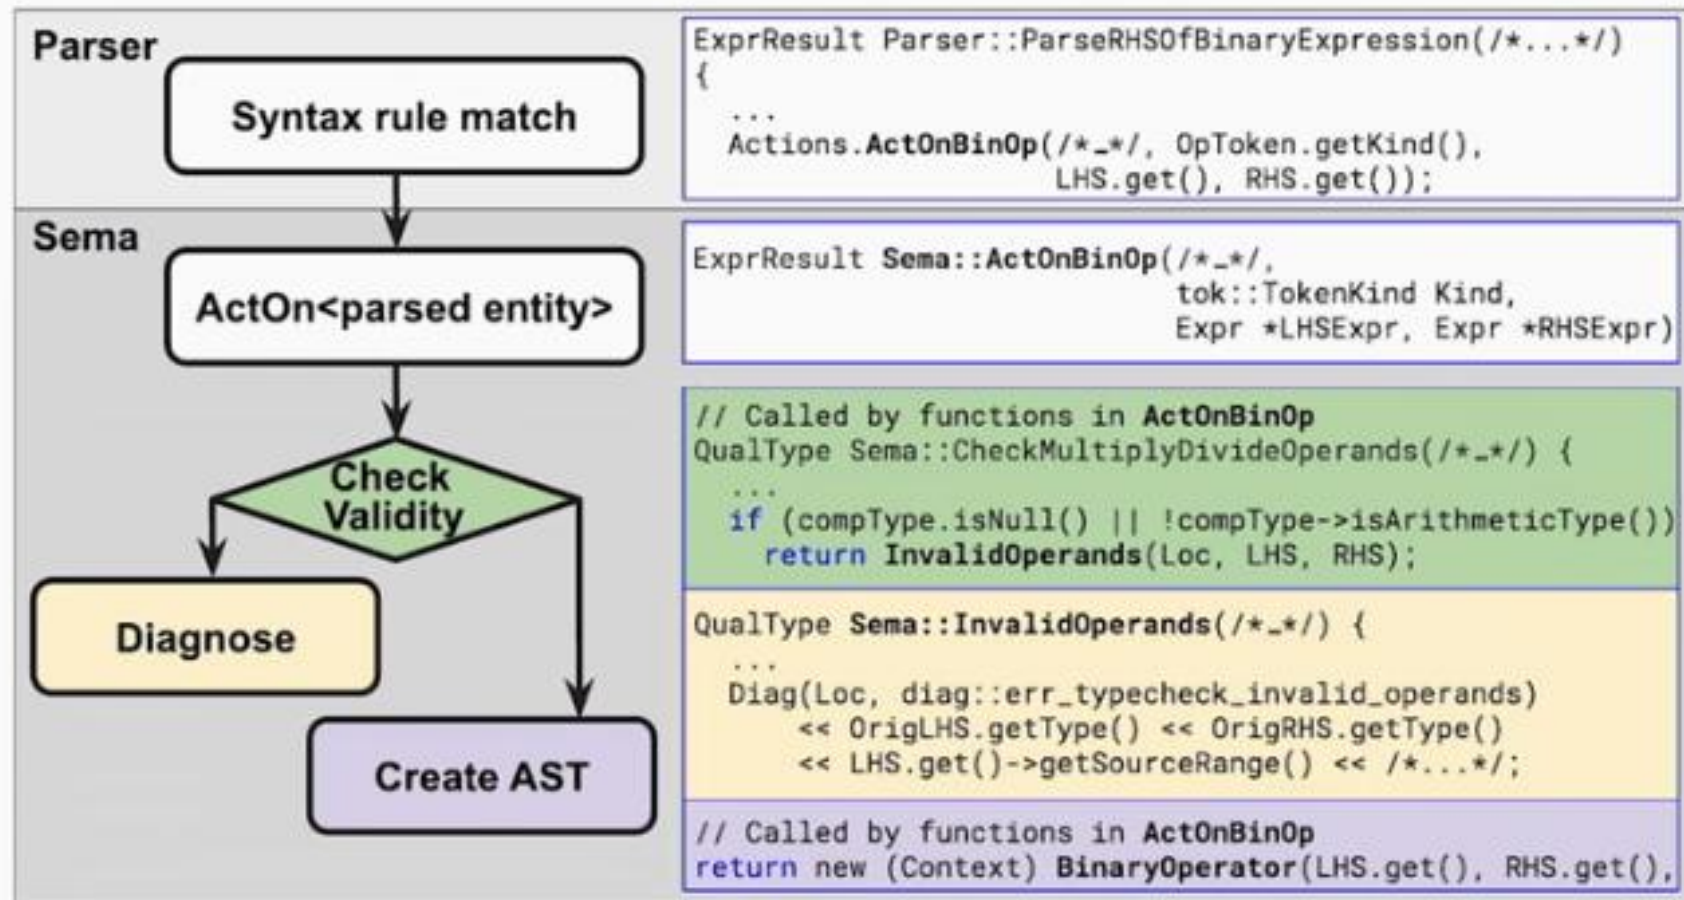 Parser
Syntax rule match
ExprResult Parser::ParseRHSOfBinaryExpression(/*...*/)
{
...
Actions.ActOnBinOp(/*…*/, OpToken.getKind(),
LHS.get(), RHS.get());
Sema
ActOn<parsed entity>
ExprResult Sema::ActOnBinOp(/*…*/,
tok::TokenKind Kind,
Expr *LHSExpr, Expr *RHSExpr)
Check
Validity
Diagnose
Create AST
// Called by functions in ActOnBinOp
QualType Sema::CheckMultiplyDivideOperands(/*…*/) {
...
if (compType.isNull() || !compType->isArithmeticType())
return InvalidOperands(Loc, LHS, RHS);
QualType Sema::InvalidOperands(/*…*/) {
...
Diag(Loc, diag::err_typecheck_invalid_operands)
<< OrigLHS.getType() << OrigRHS.getType()
<< LHS.get()->getSourceRange() << /*...*/;
// Called by functions in ActOnBinOp
return new (Context) BinaryOperator(LHS.get(), RHS.get(),